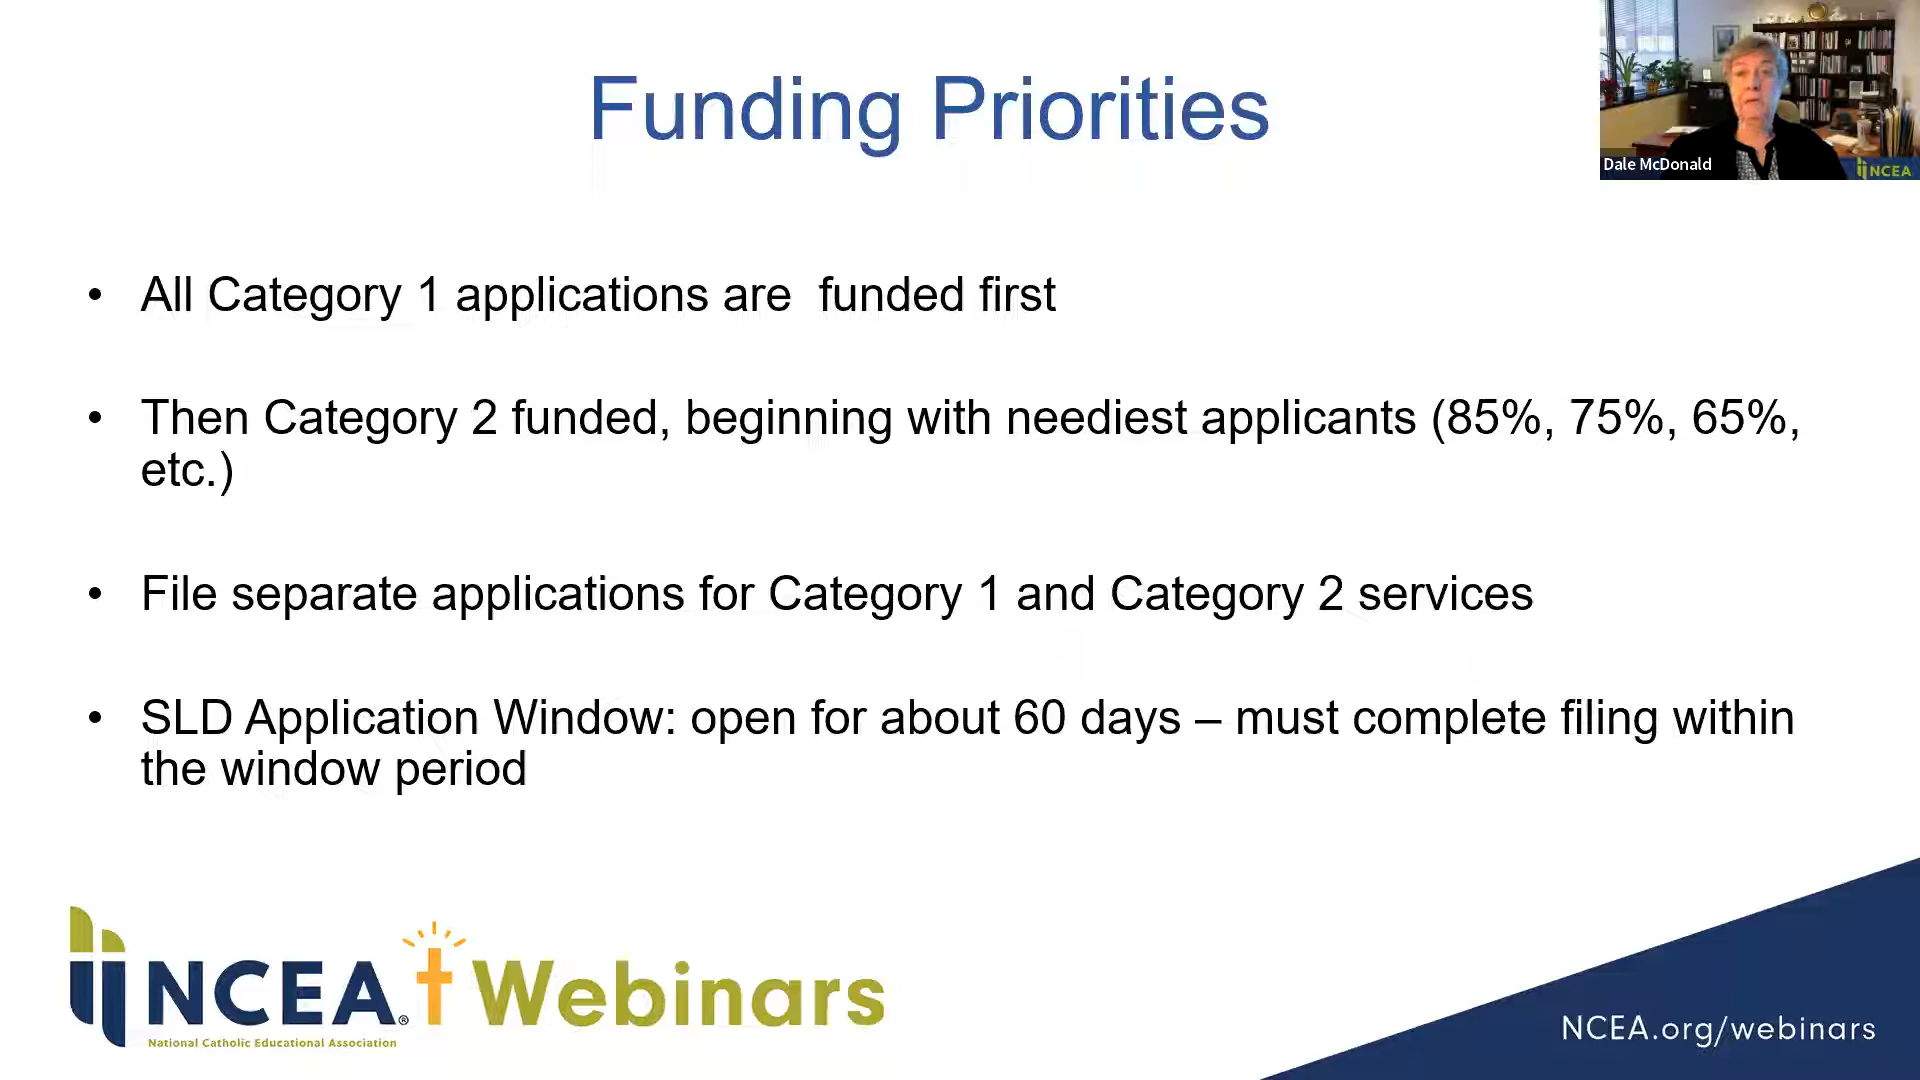 Funding Priorities
Dale McDonald
NCEA
• All Category 1 applications are  funded first
• Then Category 2 funded, beginning with neediest applicants (85%, 75%, 65%,
etc.)
• File separate applications for Category 1 and Category 2 services
• SLD Application Window: open for about 60 days – must complete filing within
the window period
NCEA® Webinars
National Catholic Educational Association
NCEA.org/webinars